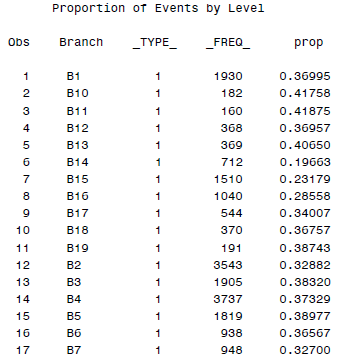 Proportion of Events by Level
Obs Branch _TYPE_ _FREQ_ prop
1 B1 1 1930 0.36995
2 B10 1 182 0.41758
3 B11 1 160 0.41875
4 B12 1 368 0.36957
5 B13 1 369 0.40650
6 B14 1 712 0.19663
7 B15 1 1510 0.23179
8 B16 1 1040 0.28558
9 B17 1 544 0.34007
10 B18 1 370 0.36757
11 B19 1 191 0.38743
12 B2 1 3543 0.32882
13 B3 1 1905 0.38320
14 B4 1 3737 0.37329
15 B5 1 1819 0.38977
16 B6 1 938 0.36567
17 B7 1 948 0.32700